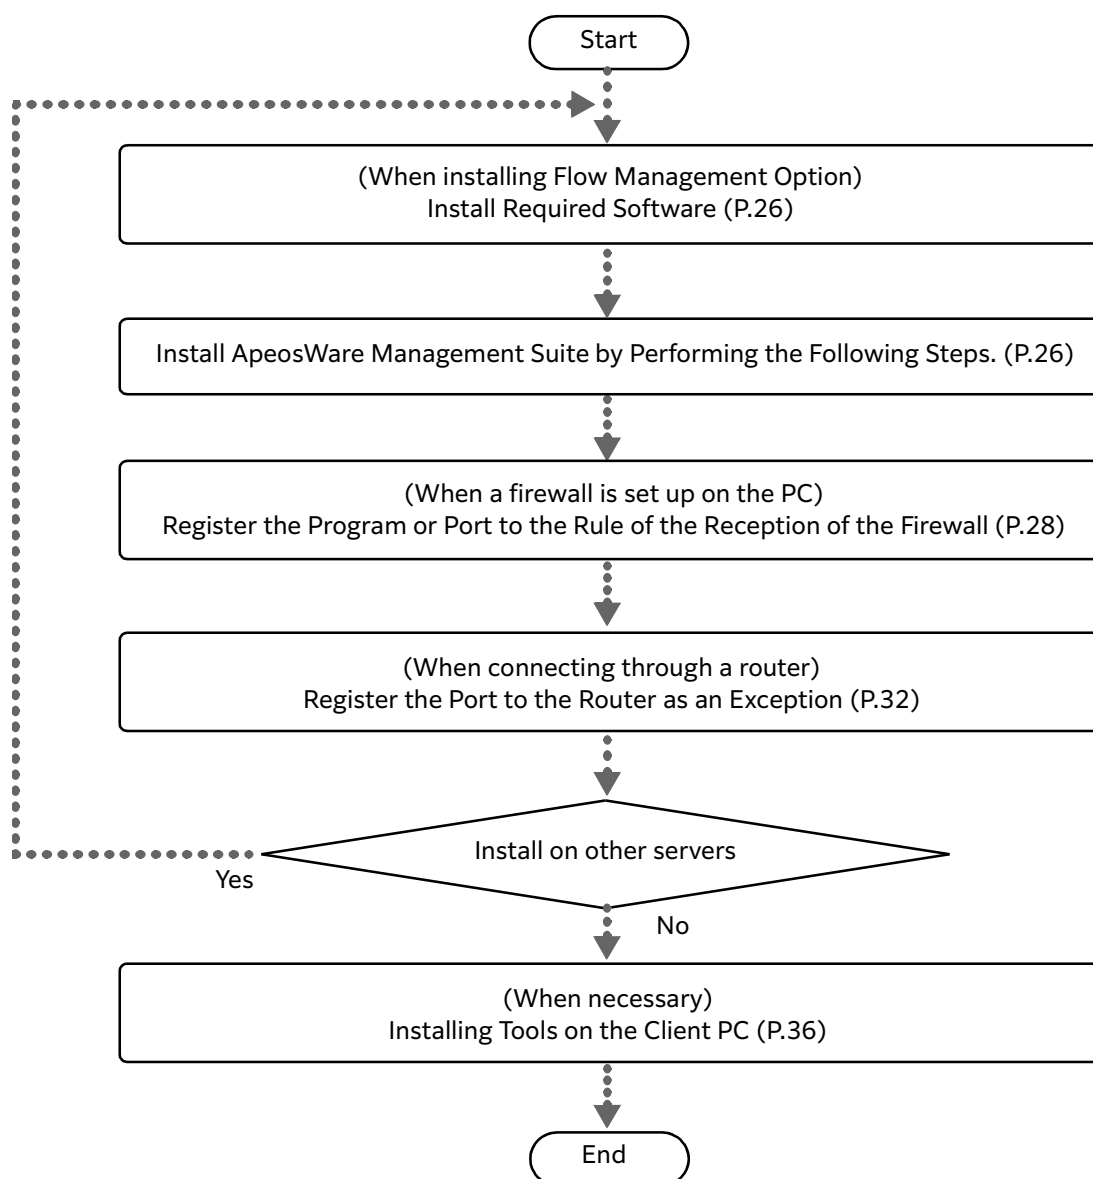 Start
(When installing Flow Management Option)
Install Required Software (P.26)
Install ApeosWare Management Suite by Performing the Following Steps. (P.26)
(When a firewall is set up on the PC)
Register the Program or Port to the Rule of the Reception of the Firewall (P.28)
(When connecting through a router)
Register the Port to the Router as an Exception (P.32)
Install on other servers
Yes
No
(When necessary)
Installing Tools on the Client PC (P.36)
End